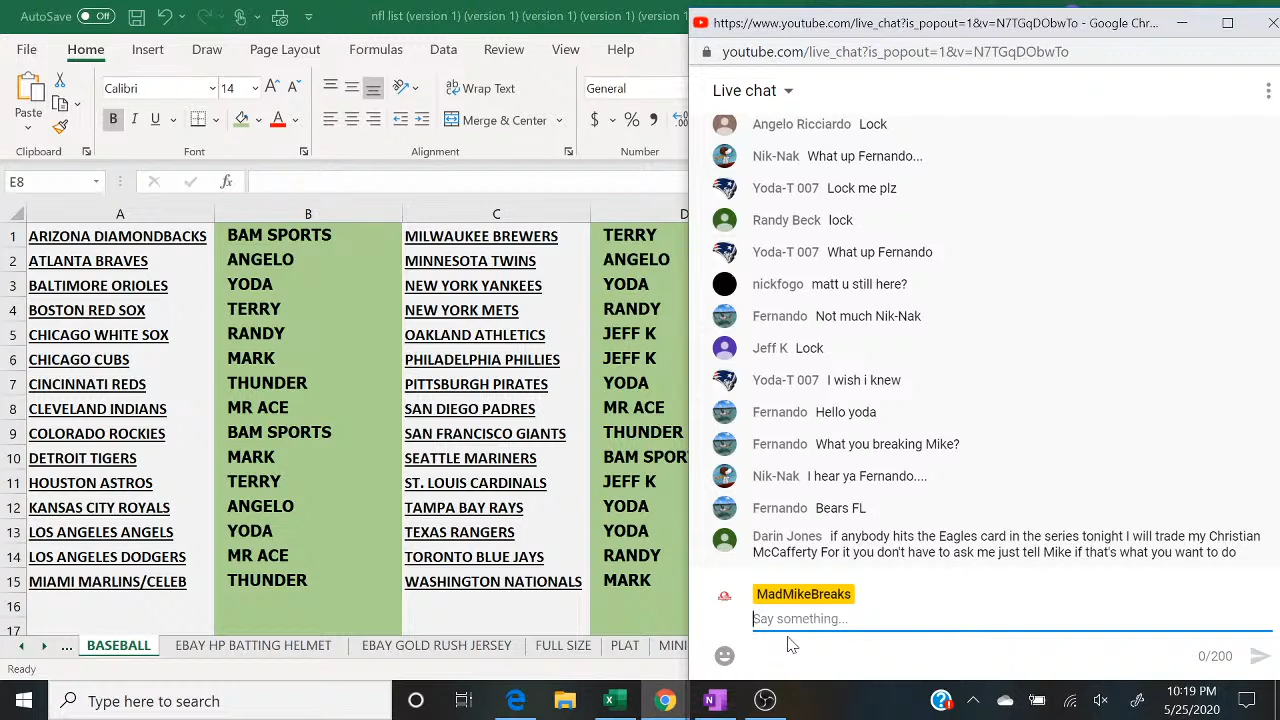 AutoSave Off nfl list (version 1) (version 1) (version 1) (version 1)
https://www.youtube.com/live_chat?is_popout=1&v=N7TGqDObwTo - Google Chr...
File Home Insert Draw Page Layout Formulas Data Review View Help
youtube.com/live_chat?is_popout=1&v=N7TGqDObwTo
Paste
Calibri 14
Wrap Text
General
Merge & Center
Clipboard Font Alignment Number
E8
A B C D
1 ARIZONA DIAMONDBACKS BAM SPORTS MILWAUKEE BREWERS TERRY
2 ATLANTA BRAVES ANGELO MINNESOTA TWINS ANGELO
3 BALTIMORE ORIOLES YODA NEW YORK YANKEES YODA
4 BOSTON RED SOX TERRY NEW YORK METS RANDY
5 CHICAGO WHITE SOX RANDY OAKLAND ATHLETICS JEFF K
6 CHICAGO CUBS MARK PHILADELPHIA PHILLIES JEFF K
7 CINCINNATI REDS THUNDER PITTSBURGH PIRATES YODA
8 CLEVELAND INDIANS MR ACE SAN DIEGO PADRES MR ACE
9 COLORADO ROCKIES BAM SPORTS SAN FRANCISCO GIANTS THUNDER
10 DETROIT TIGERS MARK SEATTLE MARINERS BAM SPOR
11 HOUSTON ASTROS TERRY ST. LOUIS CARDINALS JEFF K
12 KANSAS CITY ROYALS ANGELO TAMPA BAY RAYS YODA
13 LOS ANGELES ANGELS YODA TEXAS RANGERS YODA
14 LOS ANGELES DODGERS MR ACE TORONTO BLUE JAYS RANDY
15 MIAMI MARLINS/CELEB THUNDER WASHINGTON NATIONALS MARK
16
17
... BASEBALL EBAY HP BATTING HELMET EBAY GOLD RUSH JERSEY FULL SIZE PLAT MINI
Ready
Live chat
Angelo Ricciardo Lock
Nik-Nak What up Fernando...
Yoda-T 007 Lock me plz
Randy Beck lock
Yoda-T 007 What up Fernando
nickfogo matt u still here?
Fernando Not much Nik-Nak
Jeff K Lock
Yoda-T 007 I wish i knew
Fernando Hello yoda
Fernando What you breaking Mike?
Nik-Nak I hear ya Fernando....
Fernando Bears FL
Darin Jones if anybody hits the Eagles card in the series tonight I will trade my Christian
McCafferty For it you don't have to ask me just tell Mike if that's what you want to do
MadMikeBreaks
Say something...
0/200
Type here to search
10:19 PM
5/25/2020